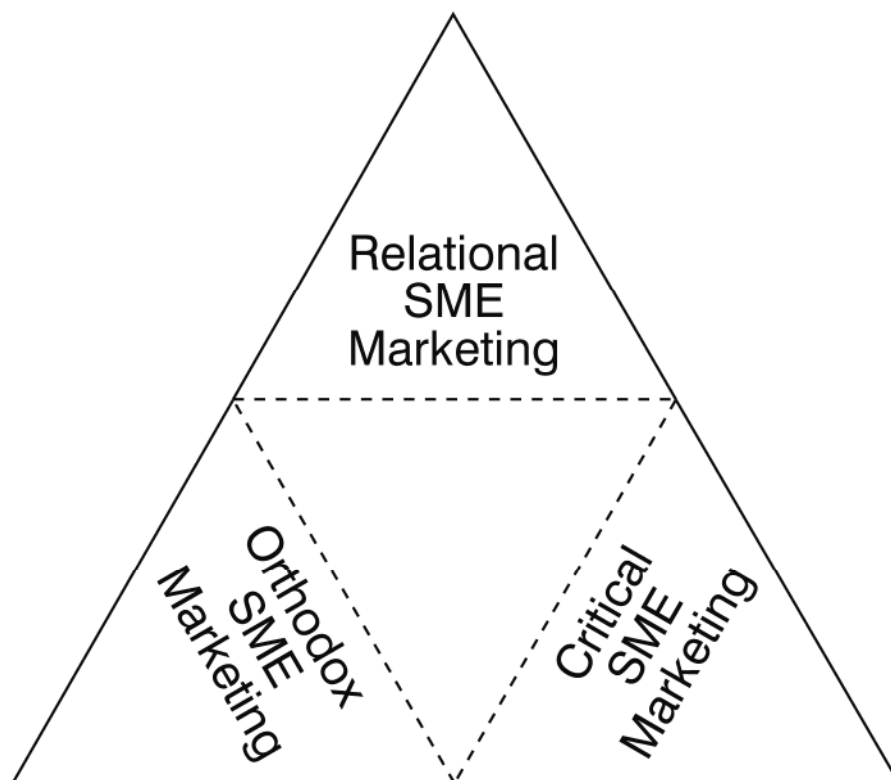 Relational
SME
Marketing
Orthodox
SME
Marketing
Critical
SME
Marketing